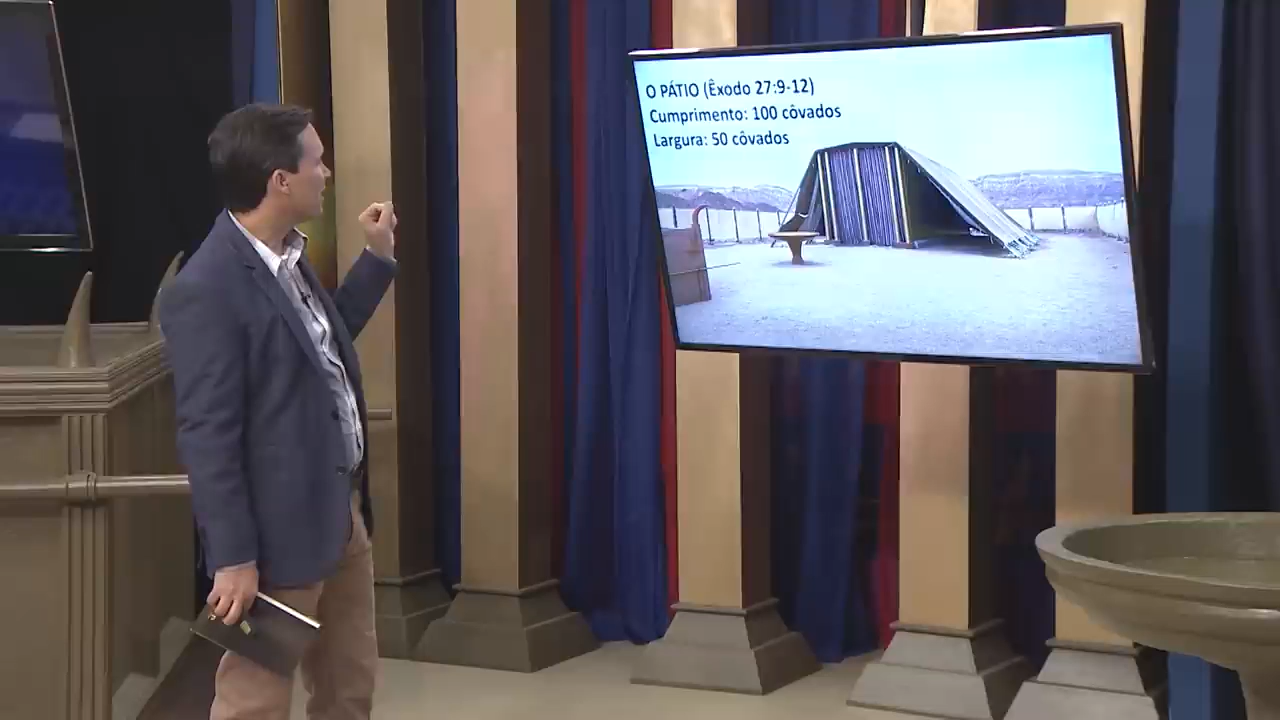 O PÁTIO (Êxodo 27:9-12)
Cumprimento: 100 côvados
Largura: 50 côvados